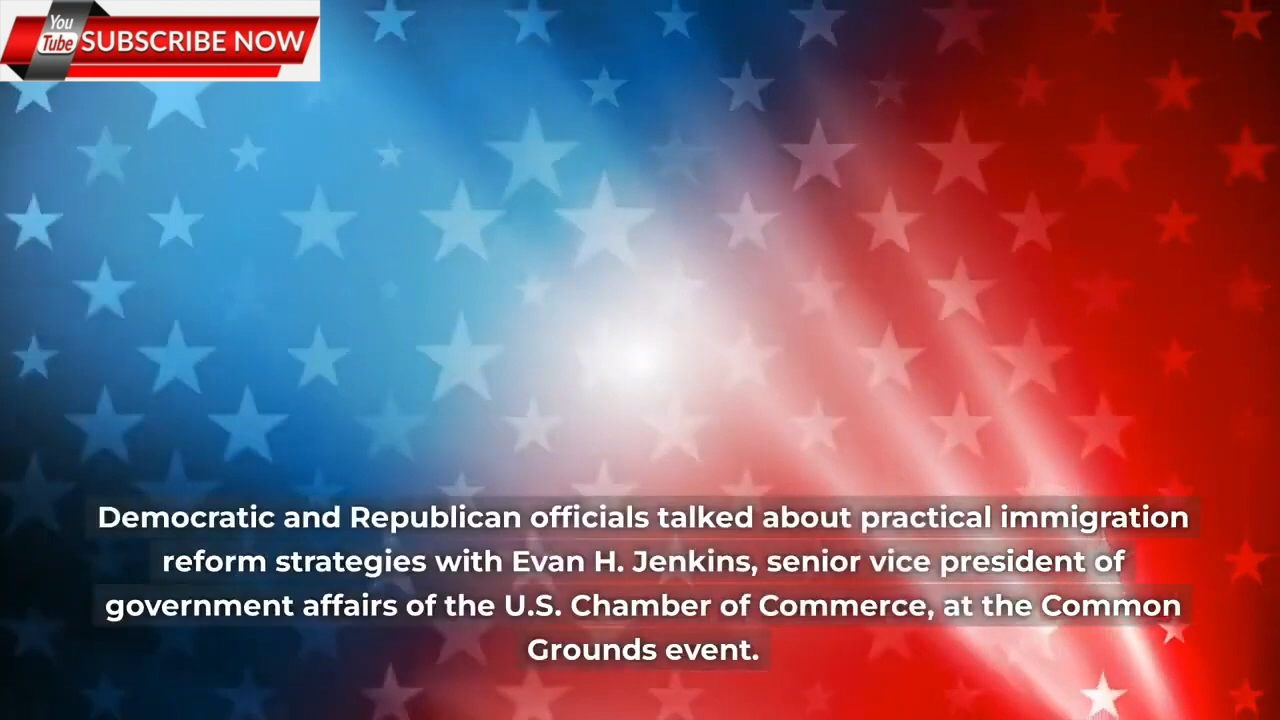 You
Tube
SUBSCRIBE NOW
Democratic and Republican officials talked about practical immigration
reform strategies with Evan H. Jenkins, senior vice president of
government affairs of the U.S. Chamber of Commerce, at the Common
Grounds event.